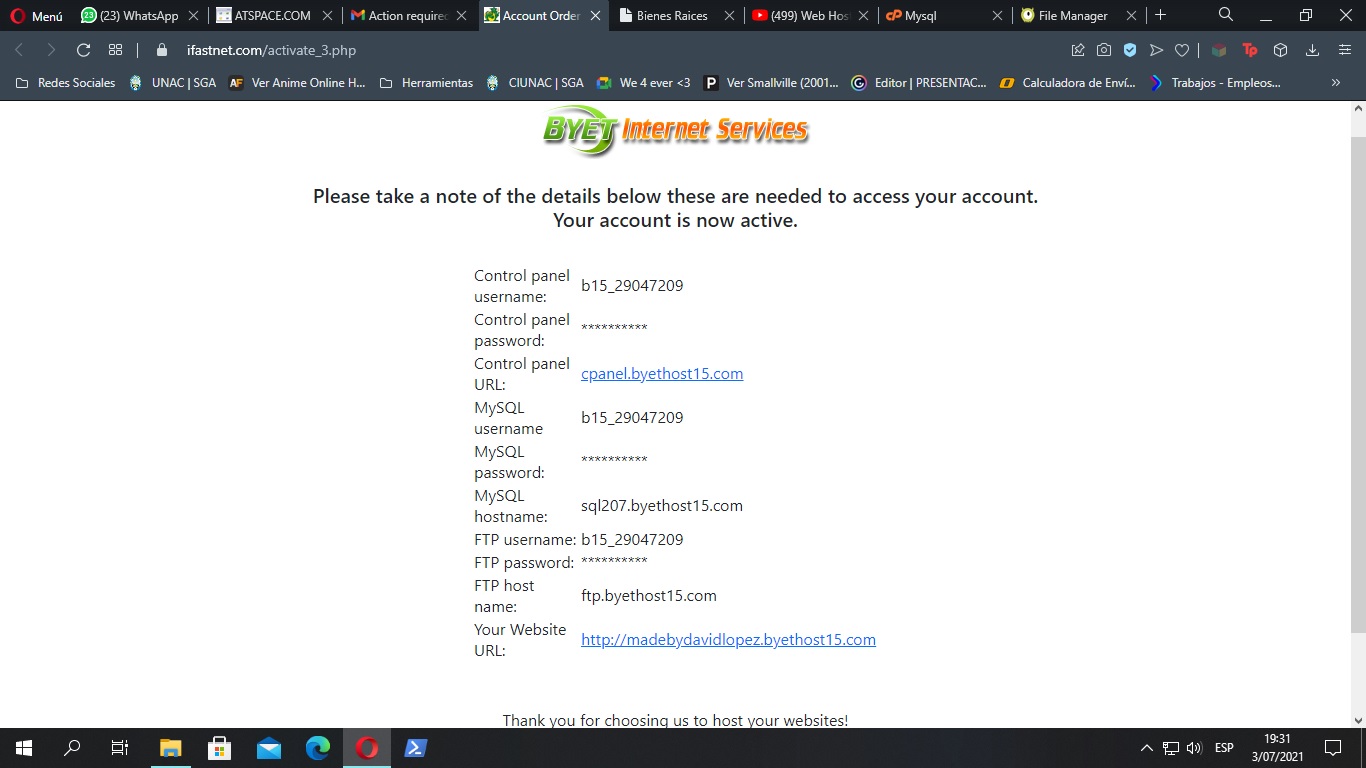 Menú
(23) WhatsApp
ATSPACE.COM
Action required
Account Order
Bienes Raices
(499) Web Hos
Mysql
File Manager
ifastnet.com/activate_3.php
Redes Sociales
UNAC | SGA
Ver Anime Online H...
Herramientas
CIUNAC | SGA
We 4 ever <3
Ver Smallville (2001...
Editor | PRESENTAC...
Calculadora de Enví...
Trabajos - Empleos...
»
BYET Internet Services
Please take a note of the details below these are needed to access your account.
Your account is now active.
Control panel
username:
b15_29047209
Control panel
password:
**********
Control panel
URL:
cpanel.byethost15.com
MySQL
username
b15_29047209
MySQL
password:
**********
MySQL
hostname:
sql207.byethost15.com
FTP username: b15_29047209
FTP password: **********
FTP host
name:
ftp.byethost15.com
Your Website
URL:
http://madebydavidlopez.byethost15.com
Thank you for choosing us to host your websites!
ESP
19:31
3/07/2021